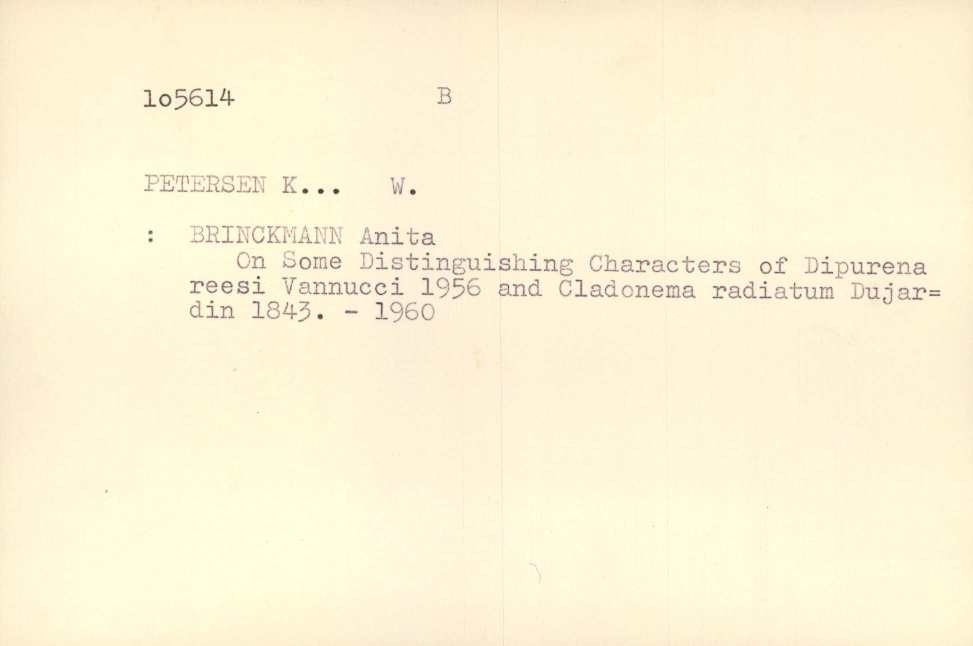 1o5614 B
PETERSEN K... W.
: BRINCKMANN Anita
On Some Distinguishing Characters of Dipurena
reesi Vannucci 1956 and Cladonema radiatum Dujar=
din 1843. - 1960